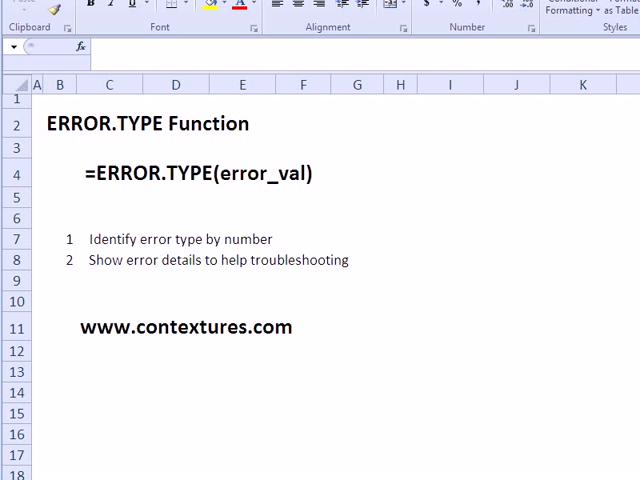 Formatting as Table
Clipboard Font Alignment Number Styles
fx
A B C D E F G H I J K
1
2 ERROR.TYPE Function
3
4 =ERROR.TYPE(error_val)
5
6
7 1 Identify error type by number
8 2 Show error details to help troubleshooting
9
10
11 www.contextures.com
12
13
14
15
16
17
18